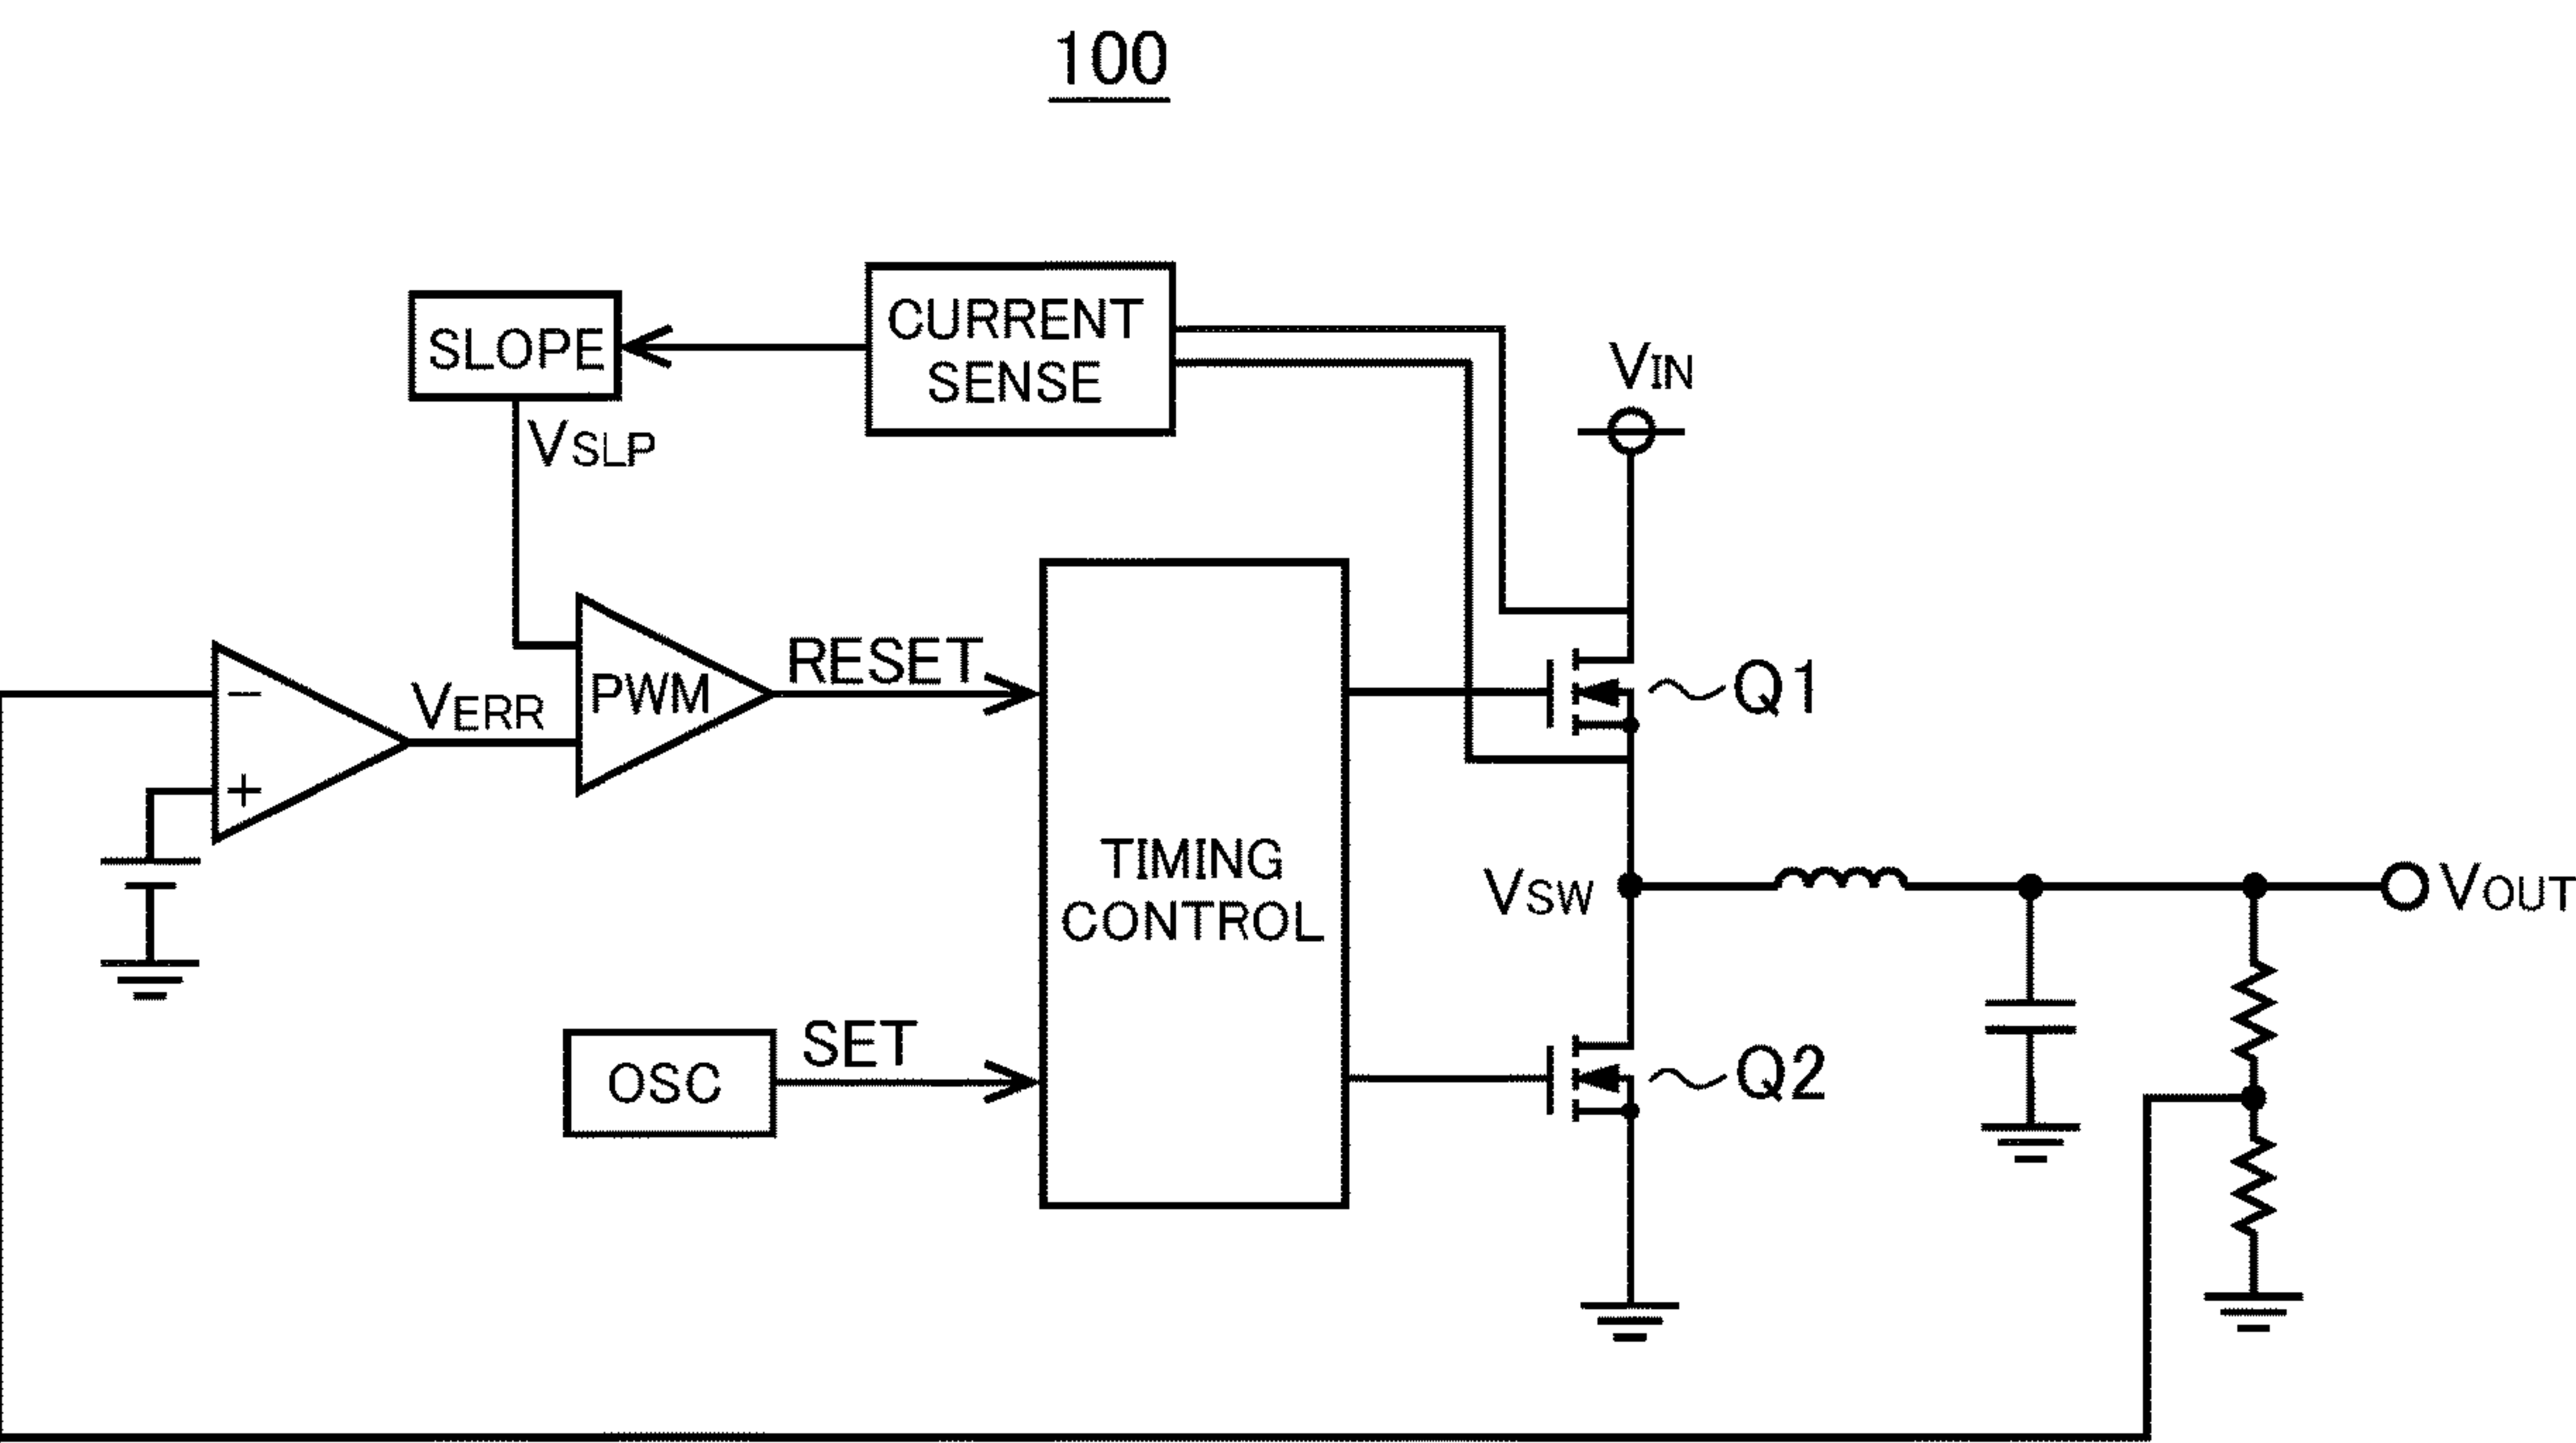 100
CURRENT
SENSE
SLOPE
VIN
VSLP
RESET
PWM
Q1
VERR
−
+
TIMING
CONTROL
VSW
VOUT
SET
OSC
Q2